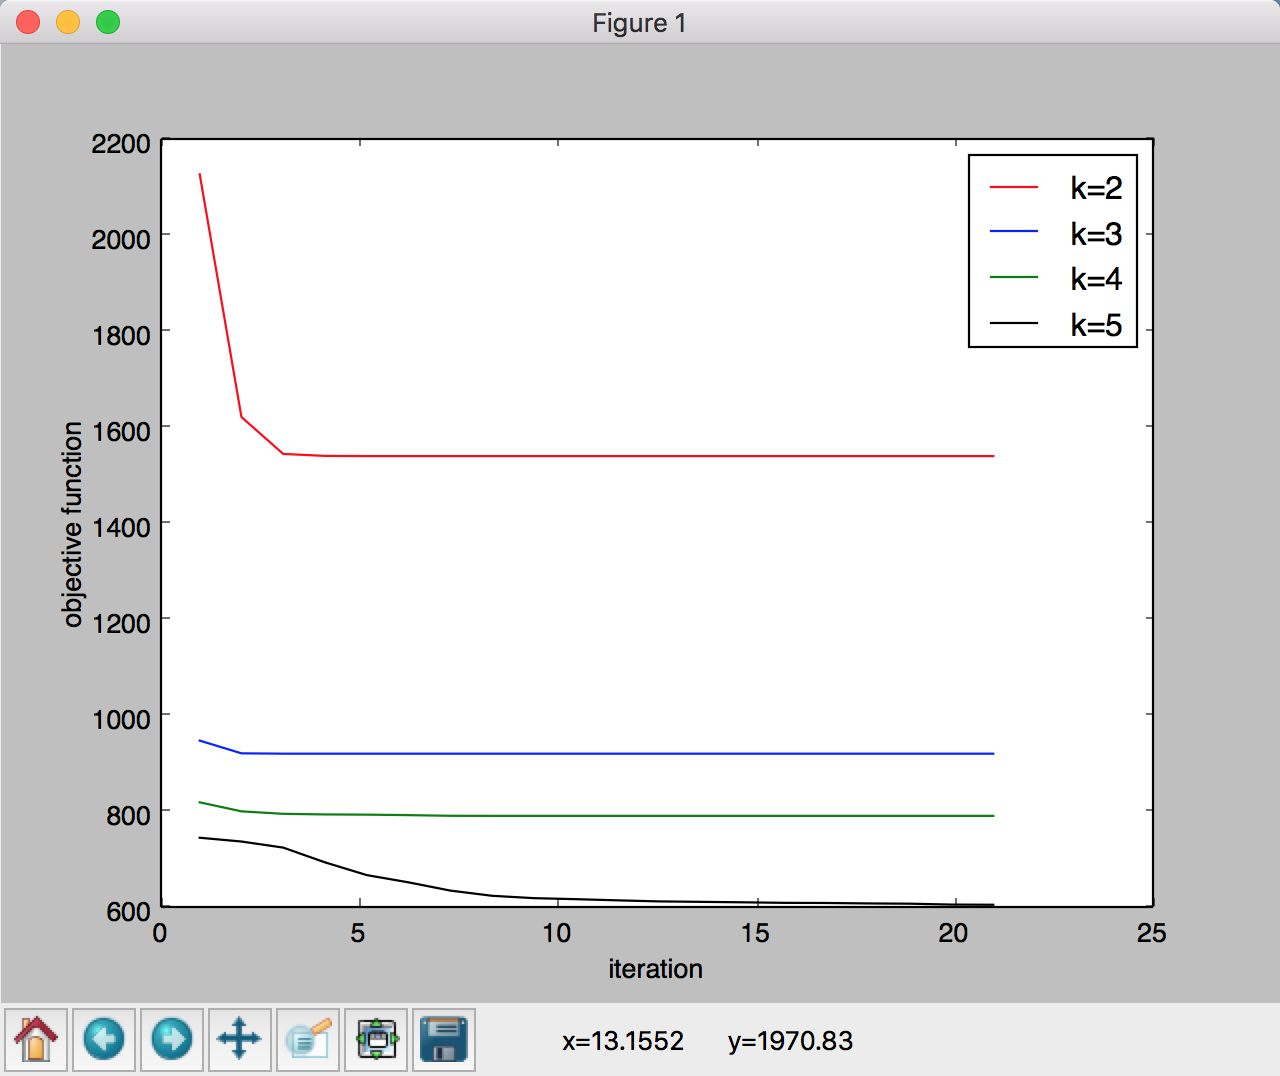 Figure 1
2200
2000
1800
1600
1400
1200
1000
800
600
objective function
0 5 10 15 20 25
iteration
k=2
k=3
k=4
k=5
x=13.1552 y=1970.83